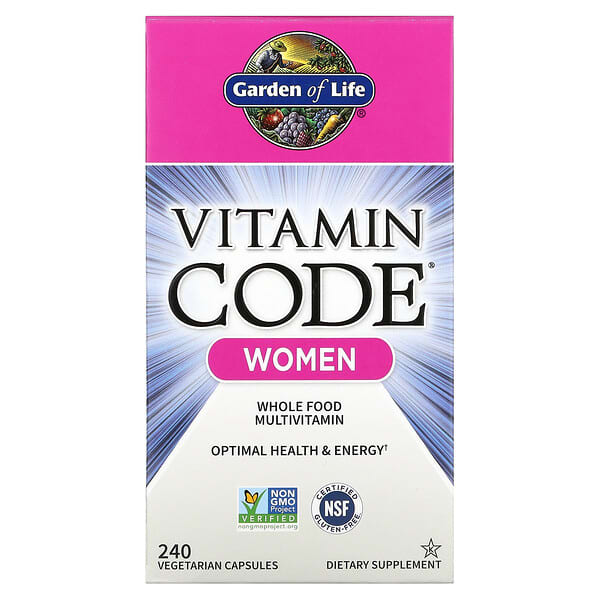 Garden of Life®
VITAMIN
CODE®
WOMEN
WHOLE FOOD
MULTIVITAMIN
OPTIMAL HEALTH & ENERGY†
NON
GMO
Project
VERIFIED
nongmoproject.org
CERTIFIED
NSF
GLUTEN-FREE
K
240
VEGETARIAN CAPSULES
DIETARY SUPPLEMENT